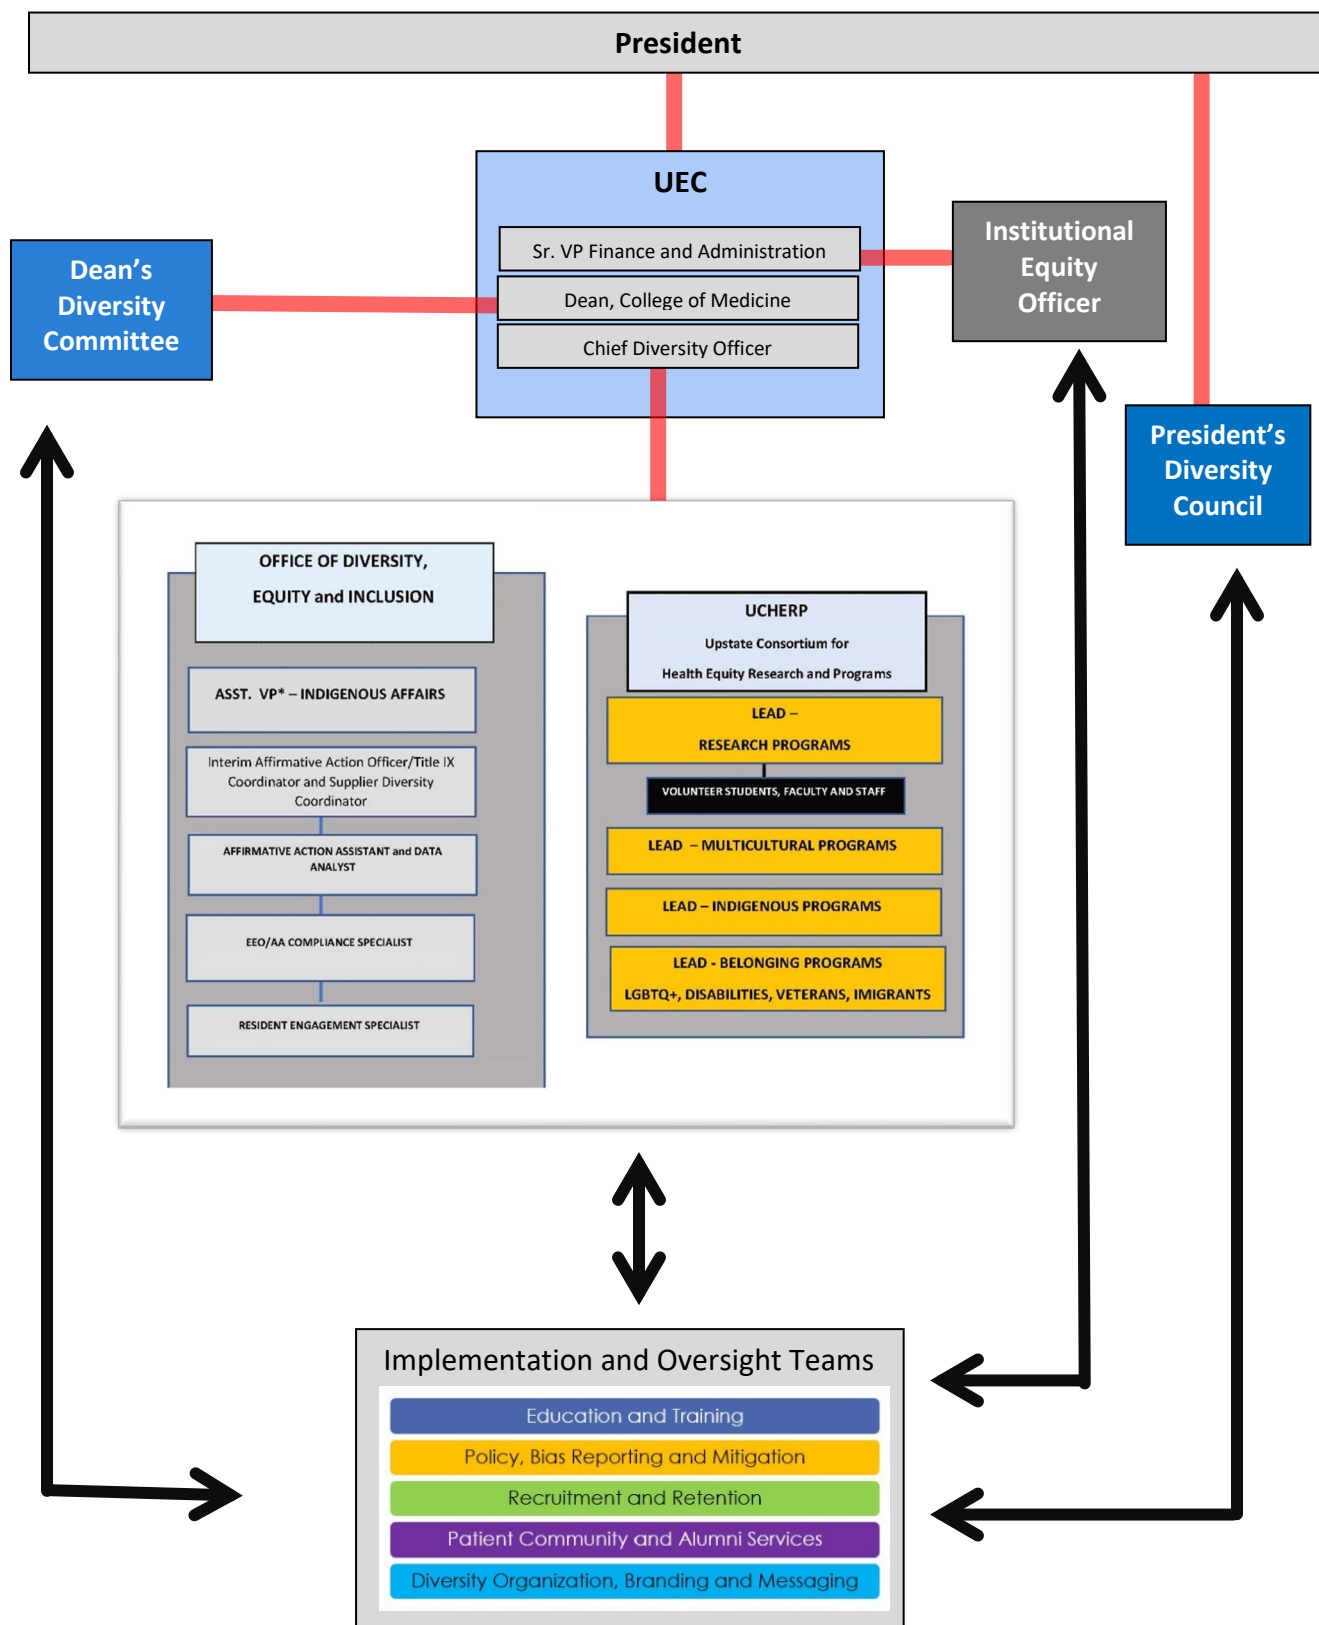 President
UEC
Sr. VP Finance and Administration
Dean, College of Medicine
Chief Diversity Officer
Institutional
Equity
Officer
Dean’s
Diversity
Committee
President’s
Diversity
Council
OFFICE OF DIVERSITY,
EQUITY and INCLUSION
ASST. VP* – INDIGENOUS AFFAIRS
Interim Affirmative Action Officer/Title IX
Coordinator and Supplier Diversity
Coordinator
AFFIRMATIVE ACTION ASSISTANT and DATA
ANALYST
EEO/AA COMPLIANCE SPECIALIST
RESIDENT ENGAGEMENT SPECIALIST
UCHERP
Upstate Consortium for
Health Equity Research and Programs
LEAD –
RESEARCH PROGRAMS
VOLUNTEER STUDENTS, FACULTY AND STAFF
LEAD – MULTICULTURAL PROGRAMS
LEAD – INDIGENOUS PROGRAMS
LEAD - BELONGING PROGRAMS
LGBTQ+, DISABILITIES, VETERANS, IMIGRANTS
Implementation and Oversight Teams
Education and Training
Policy, Bias Reporting and Mitigation
Recruitment and Retention
Patient Community and Alumni Services
Diversity Organization, Branding and Messaging